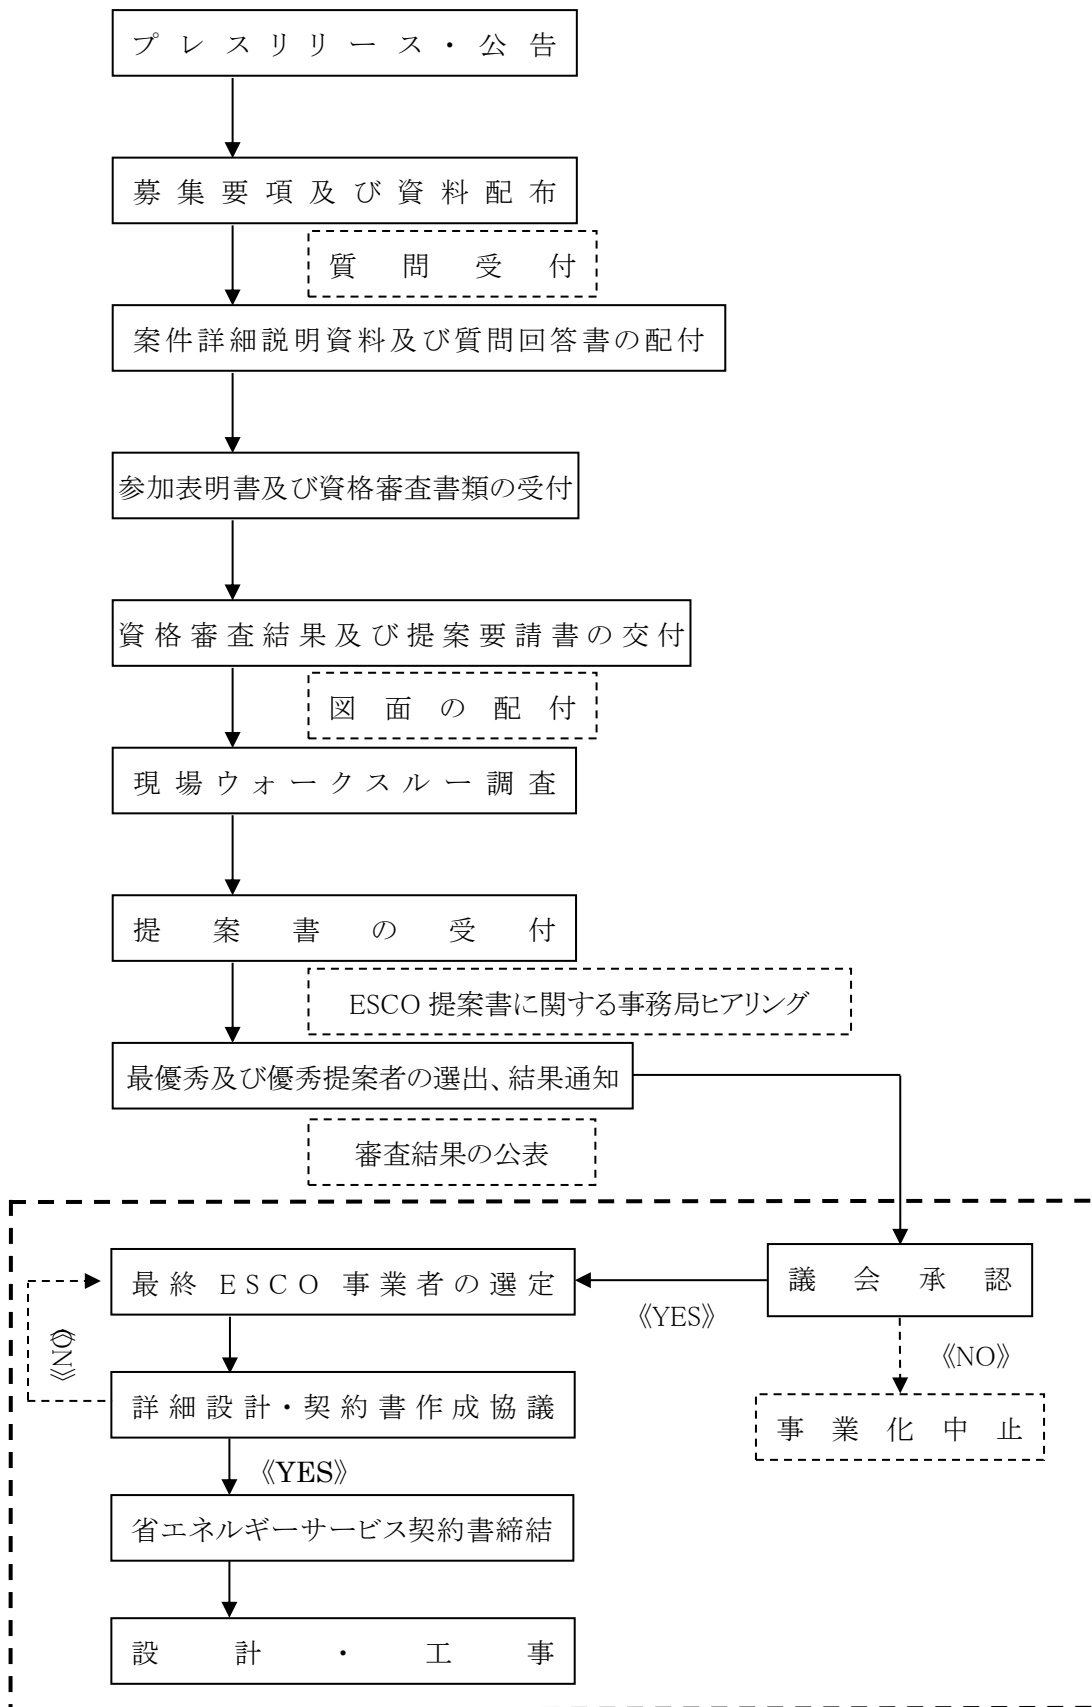 プレスリリース・公告
募集要項及び資料配布
質問受付
案件詳細説明資料及び質問回答書の配付
参加表明書及び資格審査書類の受付
資格審査結果及び提案要請書の交付
図面の配付
現場ウォークスルー調査
提案書の受付
ESCO 提案書に関する事務局ヒアリング
最優秀及び優秀提案者の選出、結果通知
審査結果の公表
最終 ESCO 事業者の選定
議会承認
《YES》
《NO》
《NO》
詳細設計・契約書作成協議
事業化中止
《YES》
省エネルギーサービス契約書締結
設計・工事